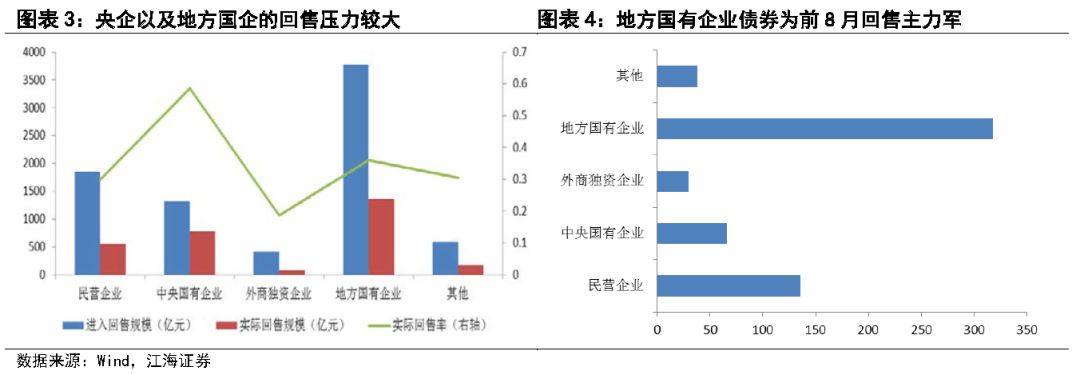 图表 3：央企以及地方国企的回售压力较大
4000
3500
3000
2500
2000
1500
1000
500
0
0.7
0.6
0.5
0.4
0.3
0.2
0.1
0
民营企业
中央国有企业
外商独资企业
地方国有企业
其他
进入回售规模（亿元）
实际回售规模（亿元）
实际回售率（右轴）
图表 4：地方国有企业债券为前 8 月回售主力军
其他
地方国有企业
外商独资企业
中央国有企业
民营企业
0
50
100
150
200
250
300
350
数据来源：Wind，江海证券